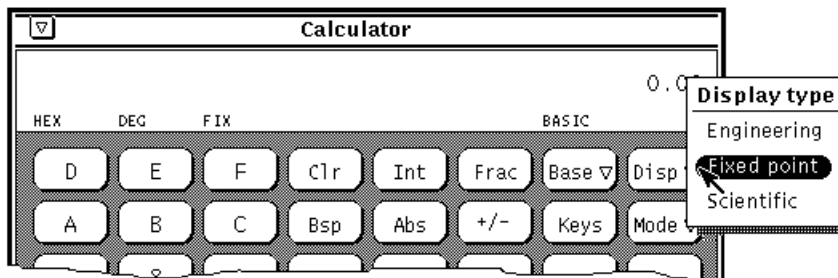 Calculator
0.0
Display type
HEX DEG FIX BASIC
Engineering
D E F Clr Int Frac Base Disp
Fixed point
Scientific
A B C Bsp Abs +/- Keys Mode